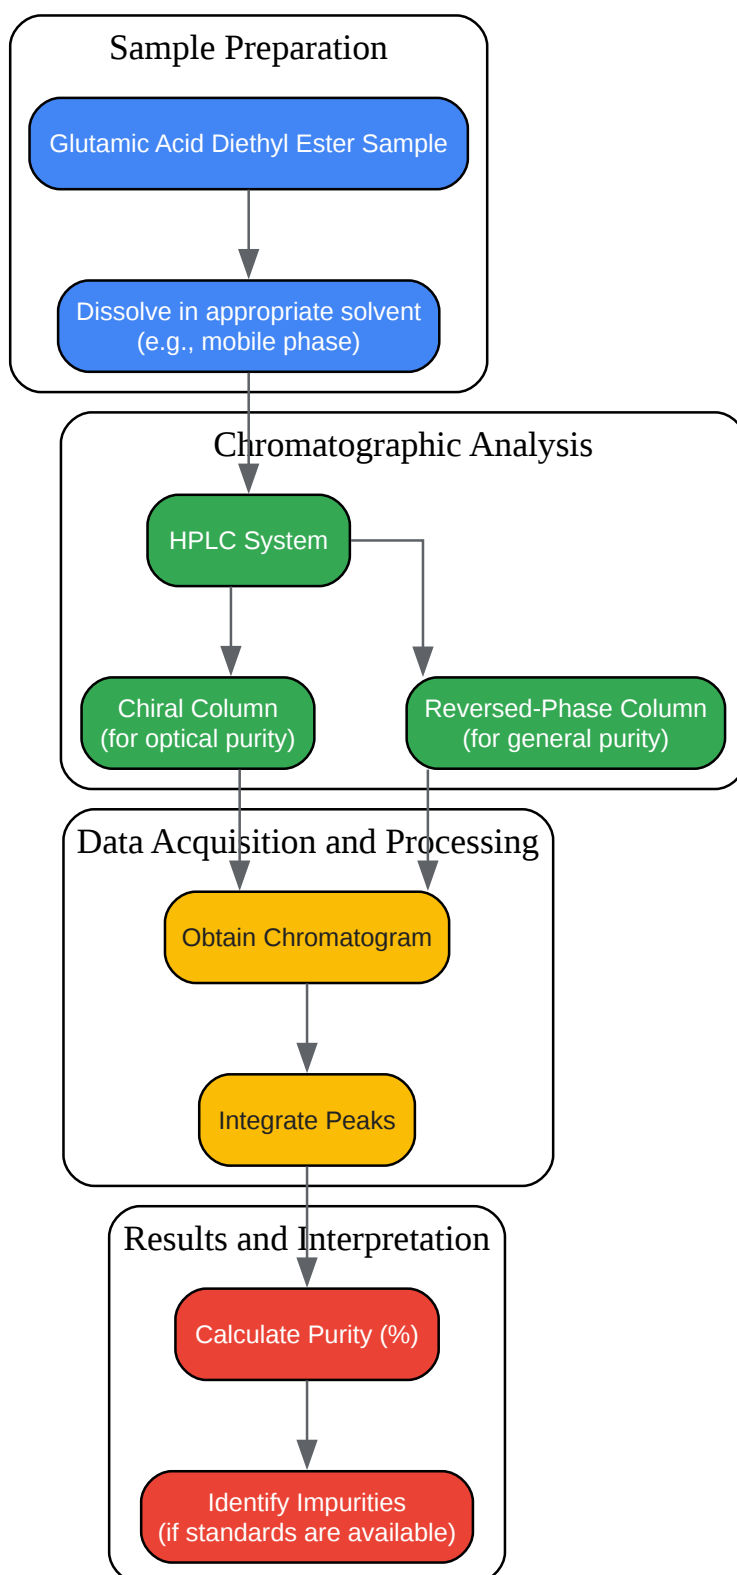 Sample Preparation
Glutamic Acid Diethyl Ester Sample
Dissolve in appropriate solvent
(e.g., mobile phase)
Chromatographic Analysis
HPLC System
Chiral Column
(for optical purity)
Reversed-Phase Column
(for general purity)
Data Acquisition and Processing
Obtain Chromatogram
Integrate Peaks
Results and Interpretation
Calculate Purity (%)
Identify Impurities
(if standards are available)